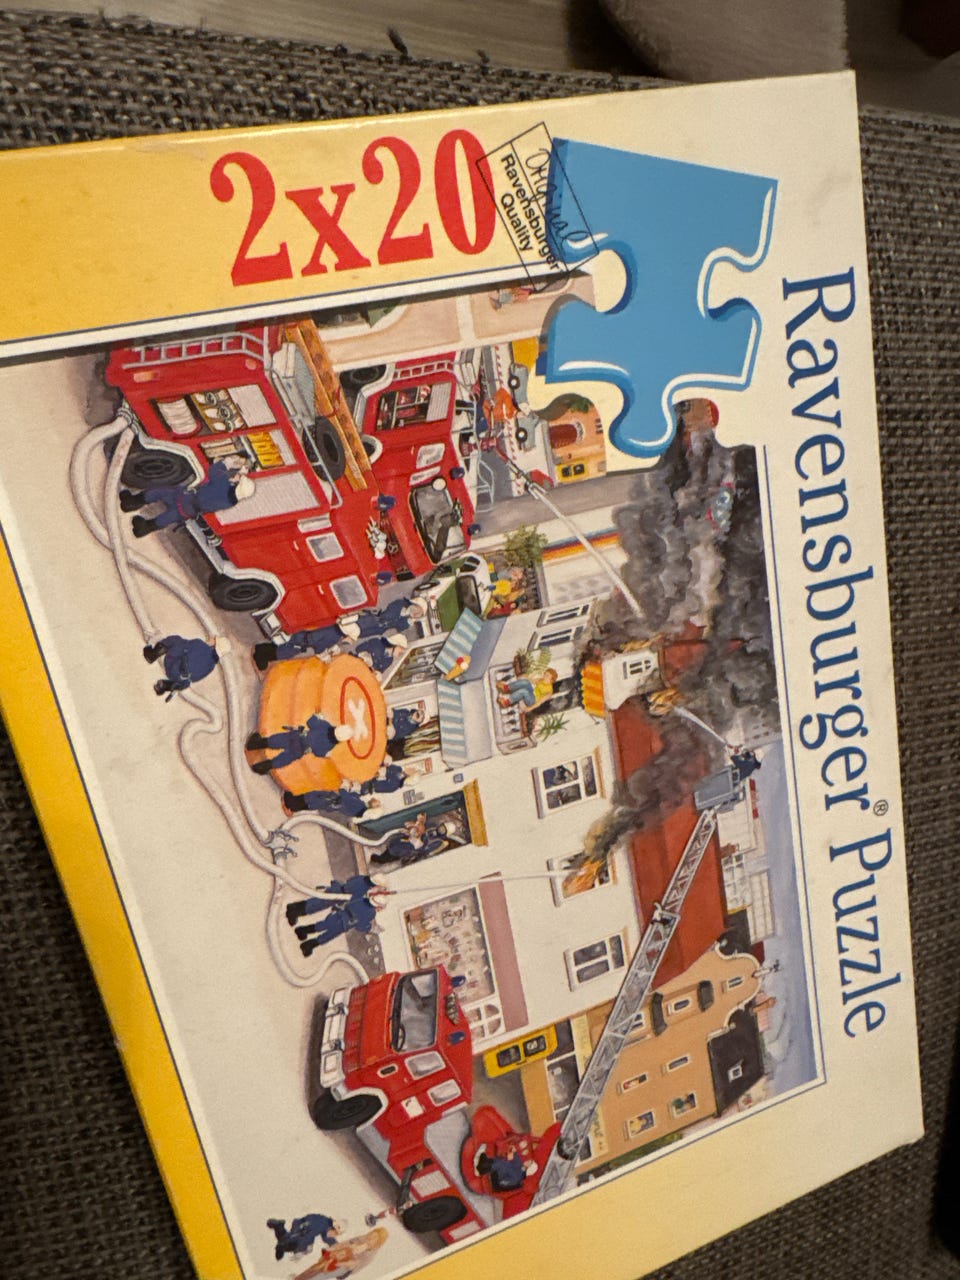 Ravensburger® Puzzle
Original
Ravensburger
Quality
2x20